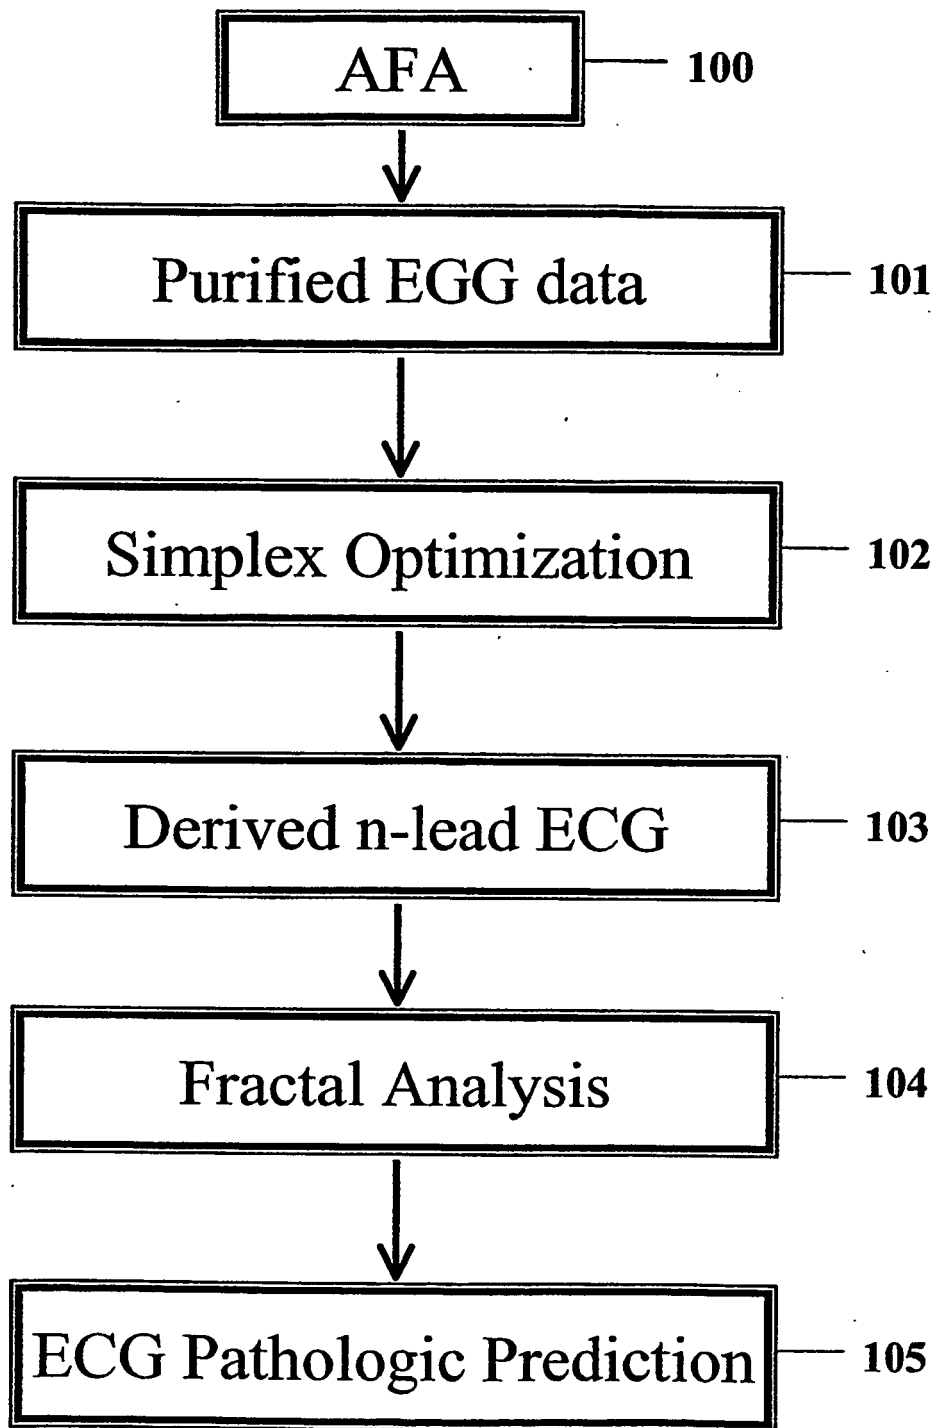 AFA 100
Purified EGG data 101
Simplex Optimization 102
Derived n-lead ECG 103
Fractal Analysis 104
ECG Pathologic Prediction 105